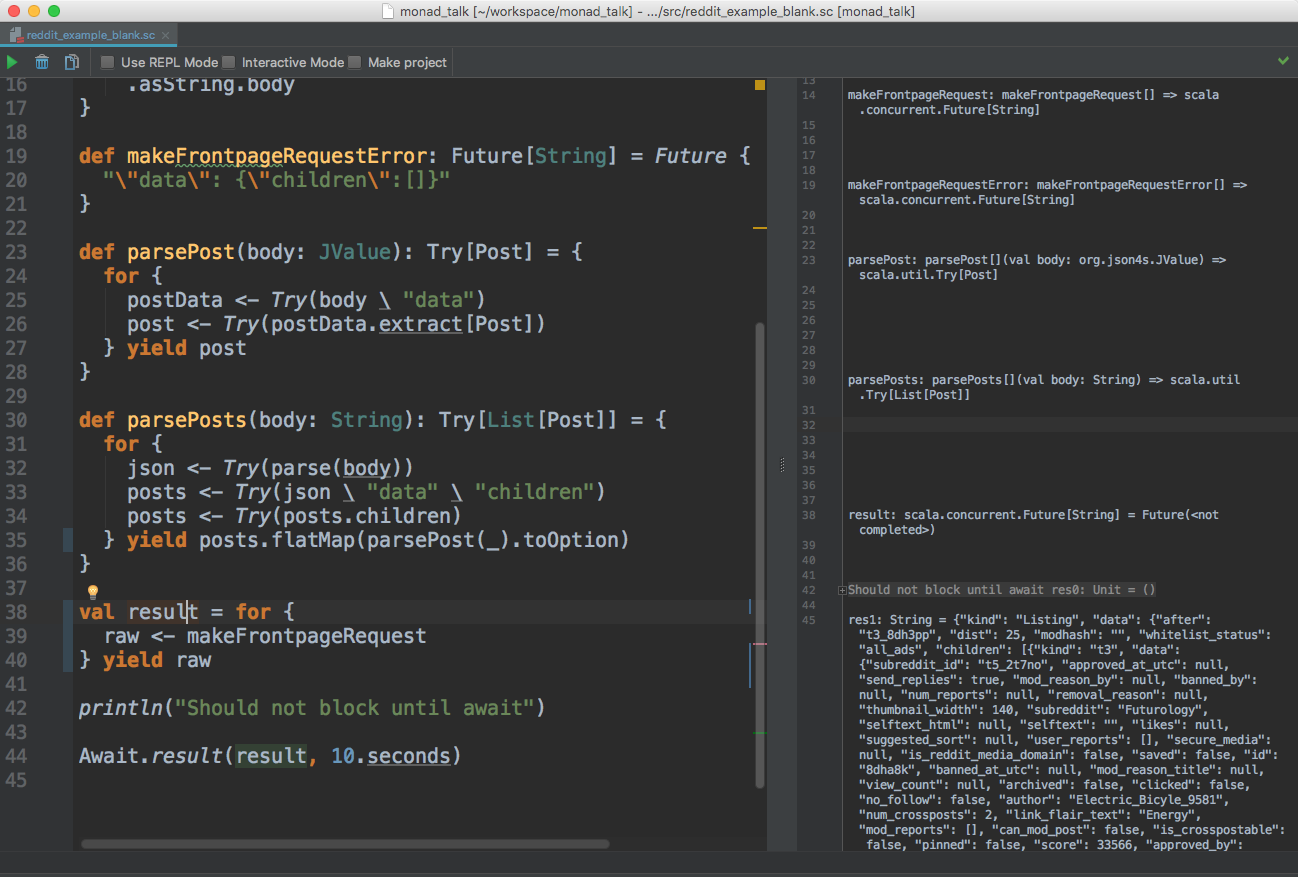 monad_talk [~/workspace/monad_talk] - .../src/reddit_example_blank.sc [monad_talk]
reddit_example_blank.sc
Use REPL Mode Interactive Mode Make project
16 .asString.body
17 }
18
19 def makeFrontpageRequestError: Future[String] = Future {
20 "\"data\": {\"children\":[]}"
21 }
22
23 def parsePost(body: JValue): Try[Post] = {
24 for {
25 postData <- Try(body \ "data")
26 post <- Try(postData.extract[Post])
27 } yield post
28 }
29
30 def parsePosts(body: String): Try[List[Post]] = {
31 for {
32 json <- Try(parse(body))
33 posts <- Try(json \ "data" \ "children")
34 posts <- Try(posts.children)
35 } yield posts.flatMap(parsePost(_).toOption)
36 }
37
38 val result = for {
39 raw <- makeFrontpageRequest
40 } yield raw
41
42 println("Should not block until await")
43
44 Await.result(result, 10.seconds)
45
13
14 makeFrontpageRequest: makeFrontpageRequest[] => scala
.concurrent.Future[String]
15
16
17
18
19 makeFrontpageRequestError: makeFrontpageRequestError[] =>
scala.concurrent.Future[String]
20
21
22
23 parsePost: parsePost[](val body: org.json4s.JValue) =>
scala.util.Try[Post]
24
25
26
27
28
29
30 parsePosts: parsePosts[](val body: String) => scala.util
.Try[List[Post]]
31
32
33
34
35
36
37
38 result: scala.concurrent.Future[String] = Future(<not
completed>)
39
40
41
42 Should not block until await res0: Unit = ()
44
45 res1: String = {"kind": "Listing", "data": {"after":
"t3_8dh3pp", "dist": 25, "modhash": "", "whitelist_status":
"all_ads", "children": [{"kind": "t3", "data":
{"subreddit_id": "t5_2t7no", "approved_at_utc": null,
"send_replies": true, "mod_reason_by": null, "banned_by":
null, "num_reports": null, "removal_reason": null,
"thumbnail_width": 140, "subreddit": "Futurology",
"selftext_html": null, "selftext": "", "likes": null,
"suggested_sort": null, "user_reports": [], "secure_media":
null, "is_reddit_media_domain": false, "saved": false, "id":
"8dha8k", "banned_at_utc": null, "mod_reason_title": null,
"view_count": null, "archived": false, "clicked": false,
"no_follow": false, "author": "Electric_Bicyle_9581",
"num_crossposts": 2, "link_flair_text": "Energy",
"mod_reports": [], "can_mod_post": false, "is_crosspostable":
false, "pinned": false, "score": 33566, "approved_by":